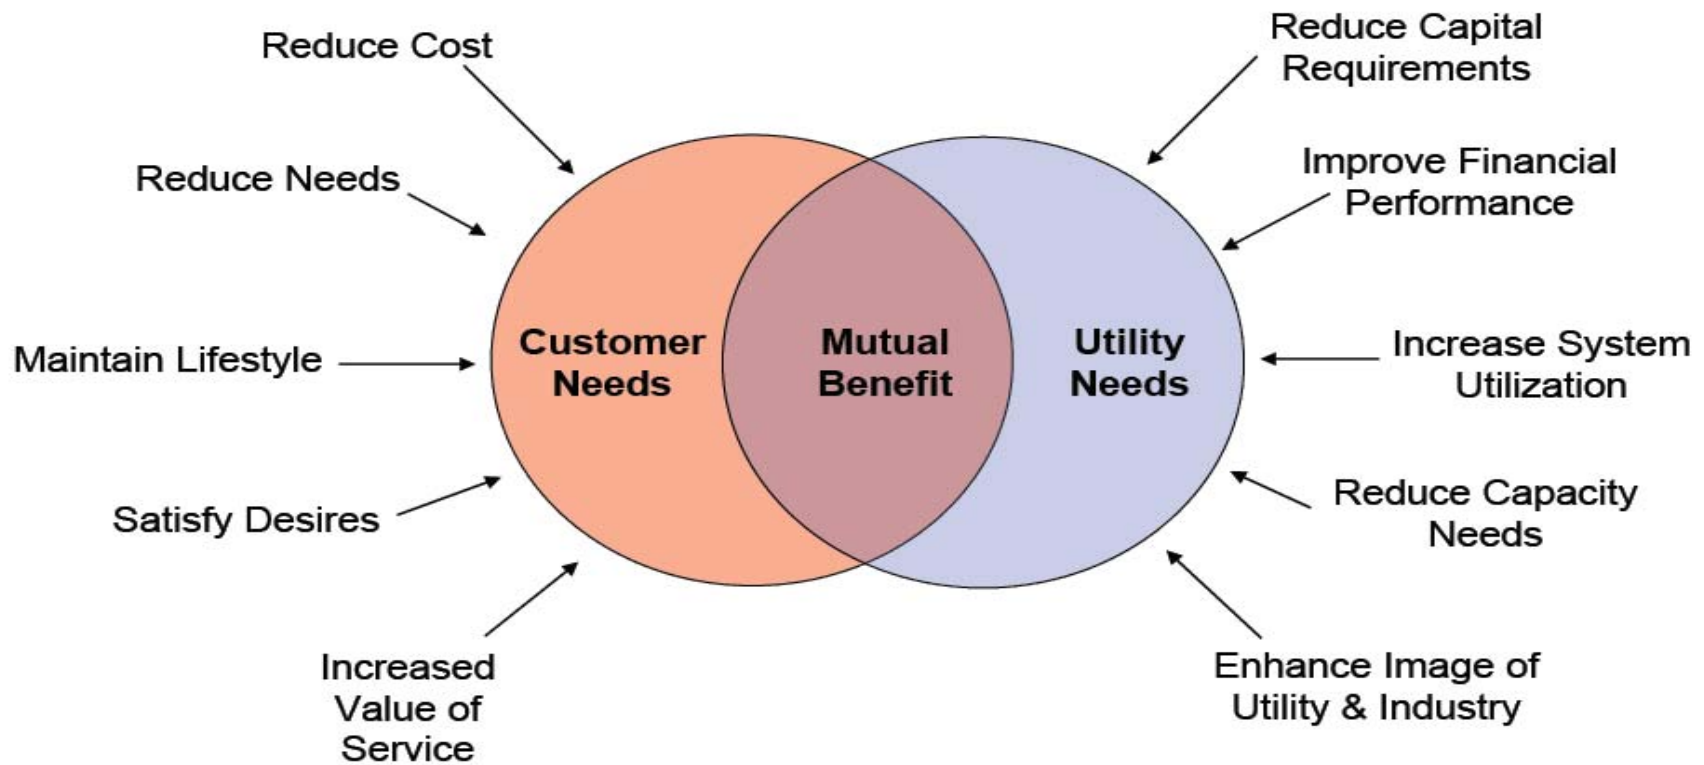 Reduce Cost
Reduce Needs
Maintain Lifestyle
Satisfy Desires
Increased
Value of
Service
Customer
Needs
Mutual
Benefit
Utility
Needs
Reduce Capital
Requirements
Improve Financial
Performance
Increase System
Utilization
Reduce Capacity
Needs
Enhance Image of
Utility & Industry